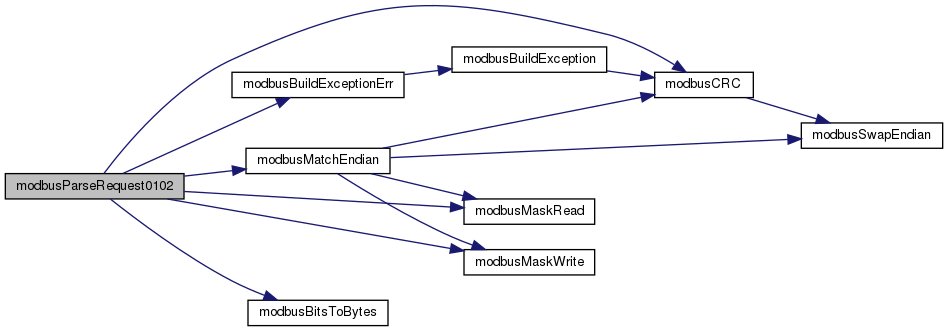 modbusBuildException
modbusBuildExceptionErr
modbusCRC
modbusSwapEndian
modbusMatchEndian
modbusParseRequest0102
modbusMaskRead
modbusMaskWrite
modbusBitsToBytes